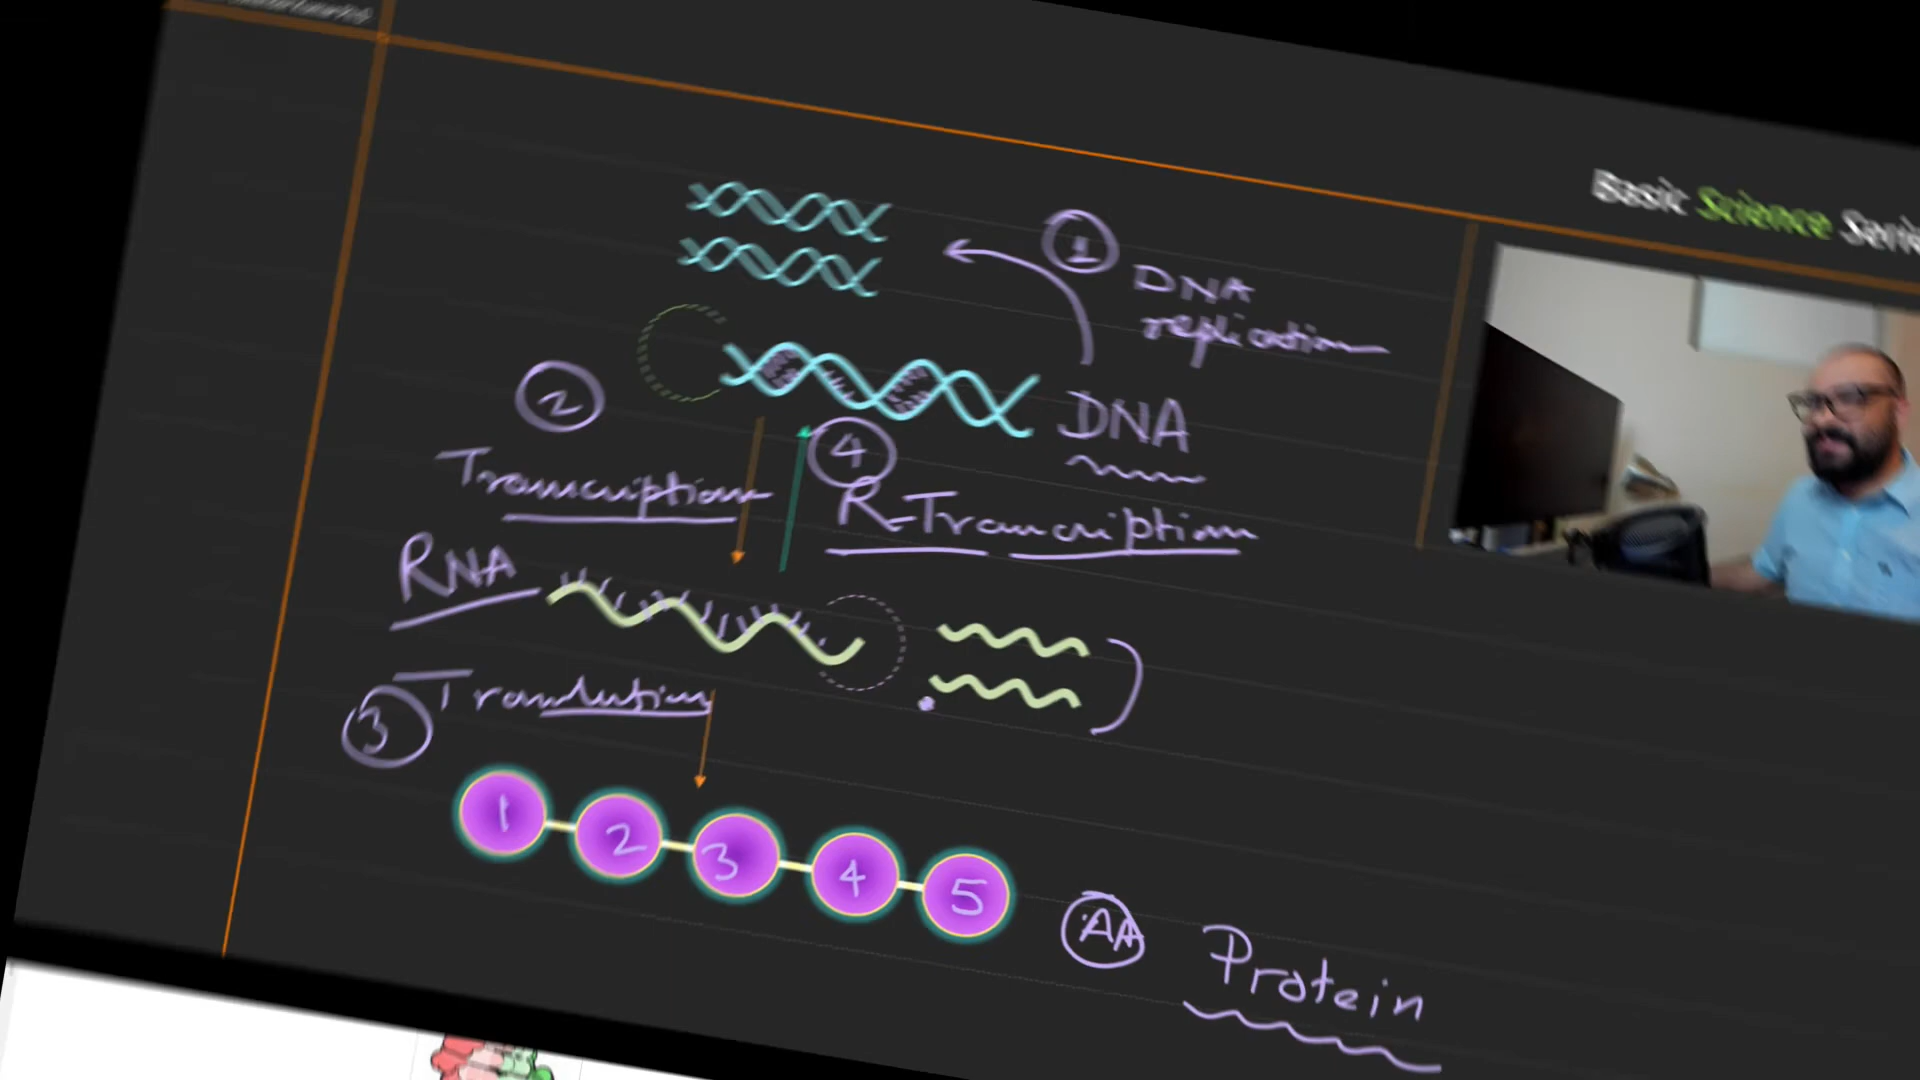 Basic Science Serie
1
DNA
replication
2
DNA
4
Transcription
R-Transcription
RNA
Translation
3
1
2
3
4
5
AA
Protein